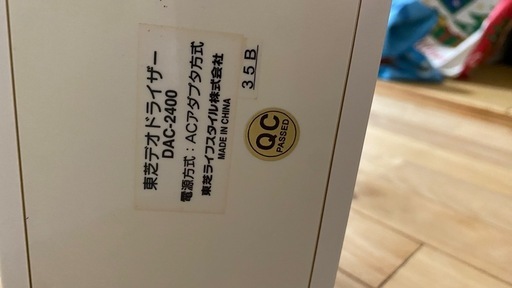 東芝デオドライザー
DAC-2400
電源方式：ACアダプタ方式
東芝ライフスタイル株式会社
MADE IN CHINA
35B
QC
PASSED